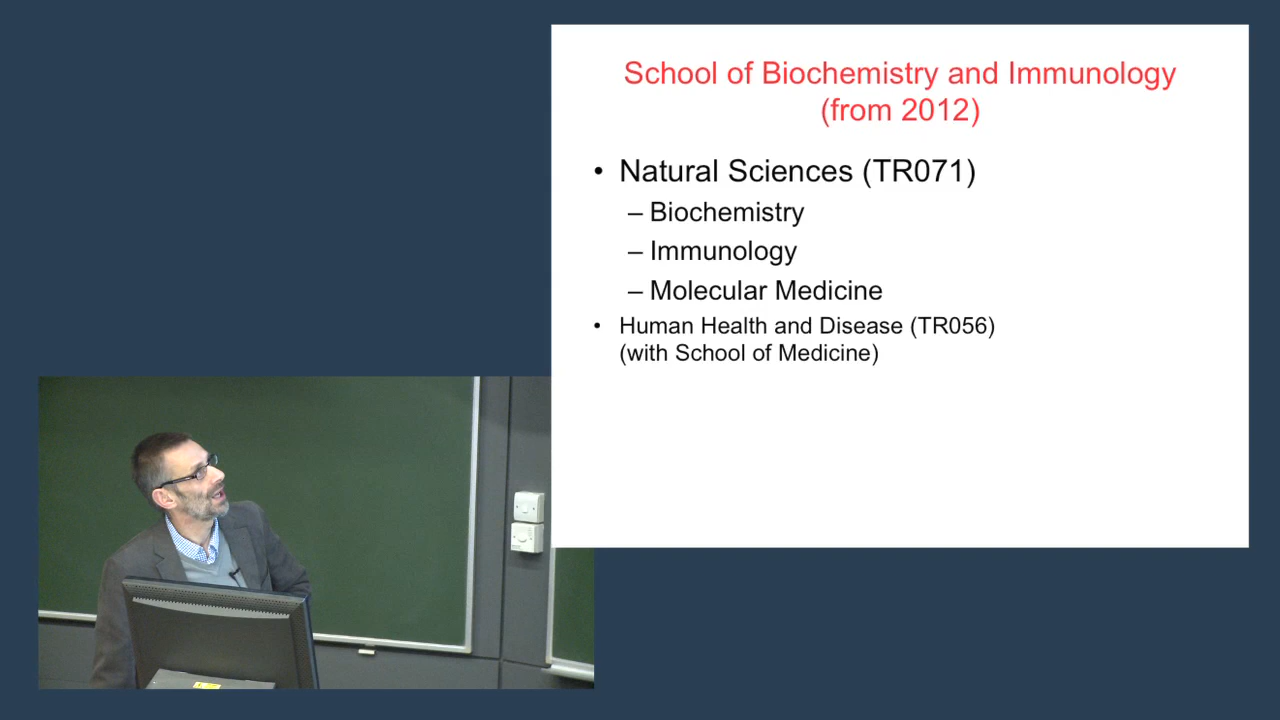 School of Biochemistry and Immunology
(from 2012)
• Natural Sciences (TR071)
– Biochemistry
– Immunology
– Molecular Medicine
• Human Health and Disease (TR056)
(with School of Medicine)